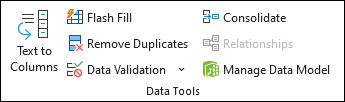 Text to
Columns
Flash Fill
Remove Duplicates
Data Validation
Consolidate
Relationships
Manage Data Model
Data Tools